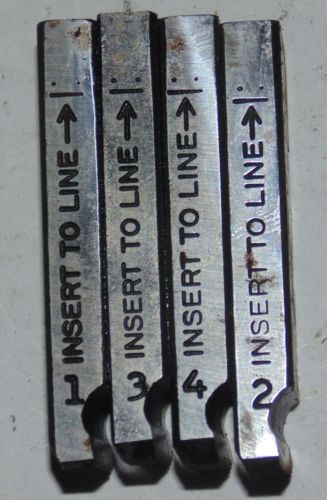 1 INSERT TO LINE →
3 INSERT TO LINE →
4 INSERT TO LINE →
2 INSERT TO LINE →